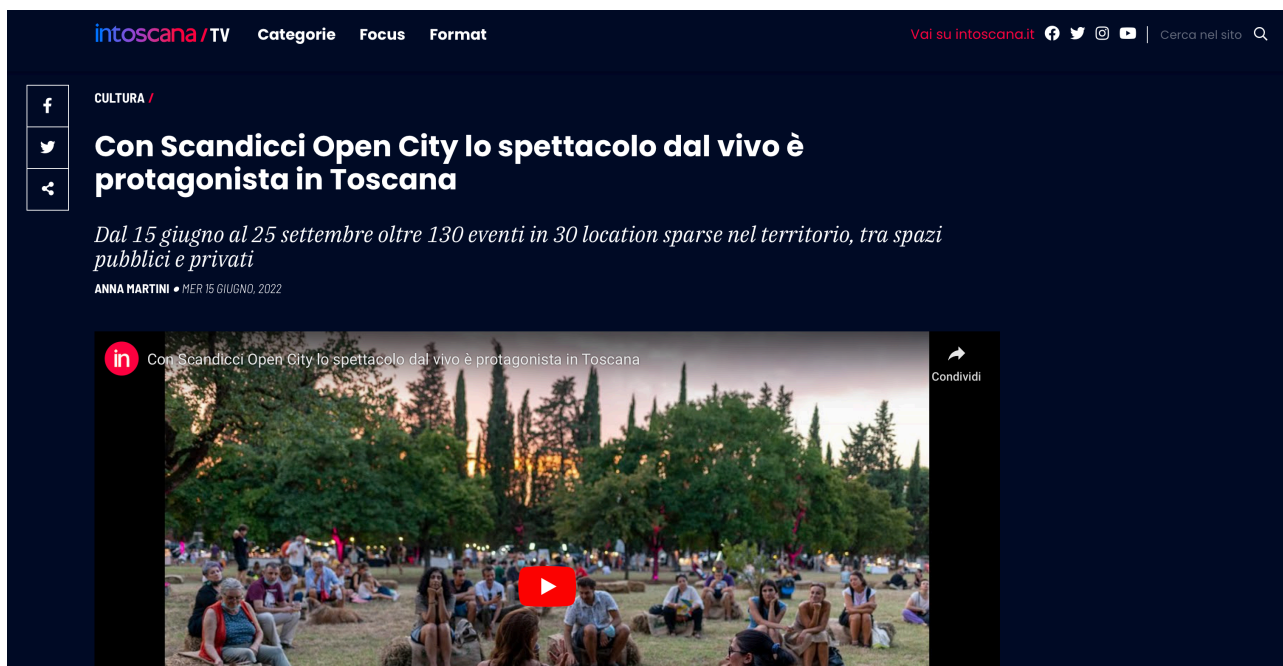 intoscana / TV
Categorie
Focus
Format
Vai su intoscana.it
Cerca nel sito
CULTURA /
Con Scandicci Open City lo spettacolo dal vivo è
protagonista in Toscana
Dal 15 giugno al 25 settembre oltre 130 eventi in 30 location sparse nel territorio, tra spazi
pubblici e privati
ANNA MARTINI • MER 15 GIUGNO, 2022
in
Con Scandicci Open City lo spettacolo dal vivo è protagonista in Toscana
Condividi